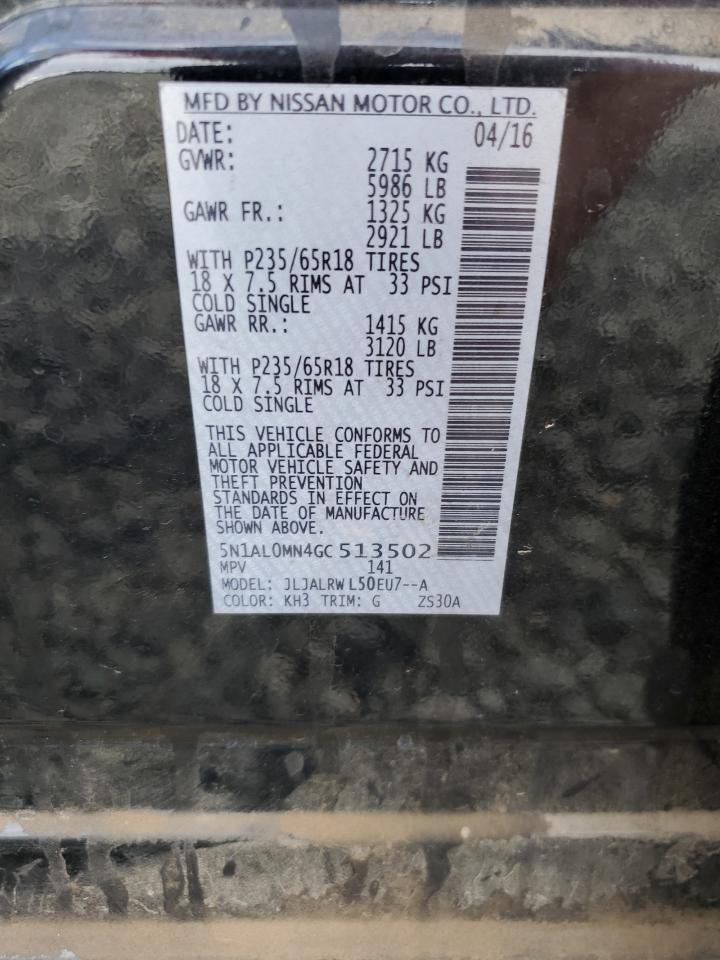 MFD BY NISSAN MOTOR CO., LTD.
DATE: 04/16
GVWR: 2715 KG
5986 LB
GAWR FR.: 1325 KG
2921 LB
WITH P235/65R18 TIRES
18 X 7.5 RIMS AT 33 PSI
COLD SINGLE
GAWR RR.: 1415 KG
3120 LB
WITH P235/65R18 TIRES
18 X 7.5 RIMS AT 33 PSI
COLD SINGLE
THIS VEHICLE CONFORMS TO
ALL APPLICABLE FEDERAL
MOTOR VEHICLE SAFETY AND
THEFT PREVENTION
STANDARDS IN EFFECT ON
THE DATE OF MANUFACTURE
SHOWN ABOVE.
5N1AL0MN4GC 513502
MPV 141
MODEL: JLJALRW L50EU7--A
COLOR: KH3 TRIM: G ZS30A